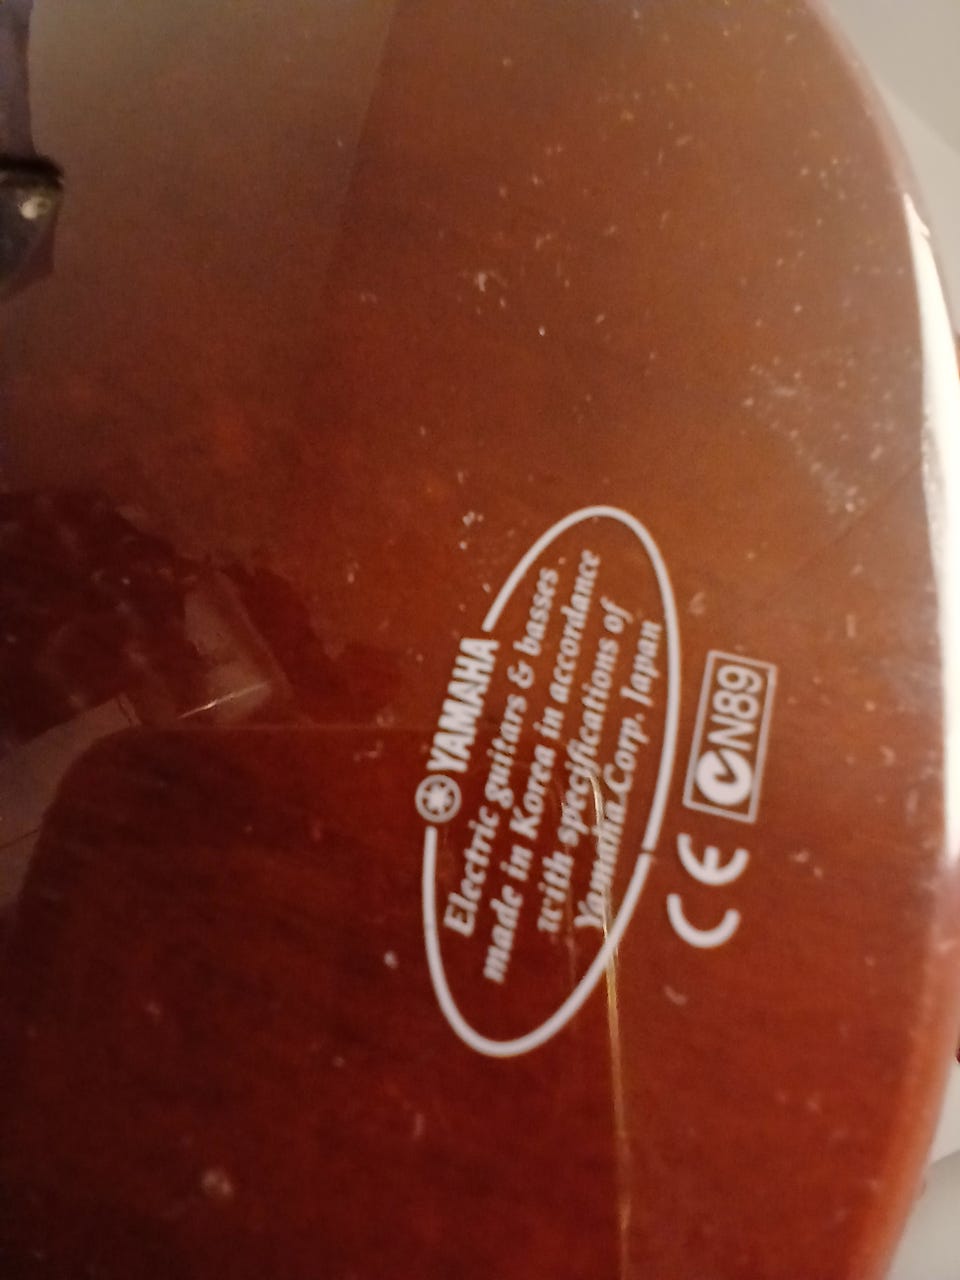 YAMAHA
Electric guitars & basses
made in Korea in accordance
with specifications of
Yamaha Corp. Japan
CE N89